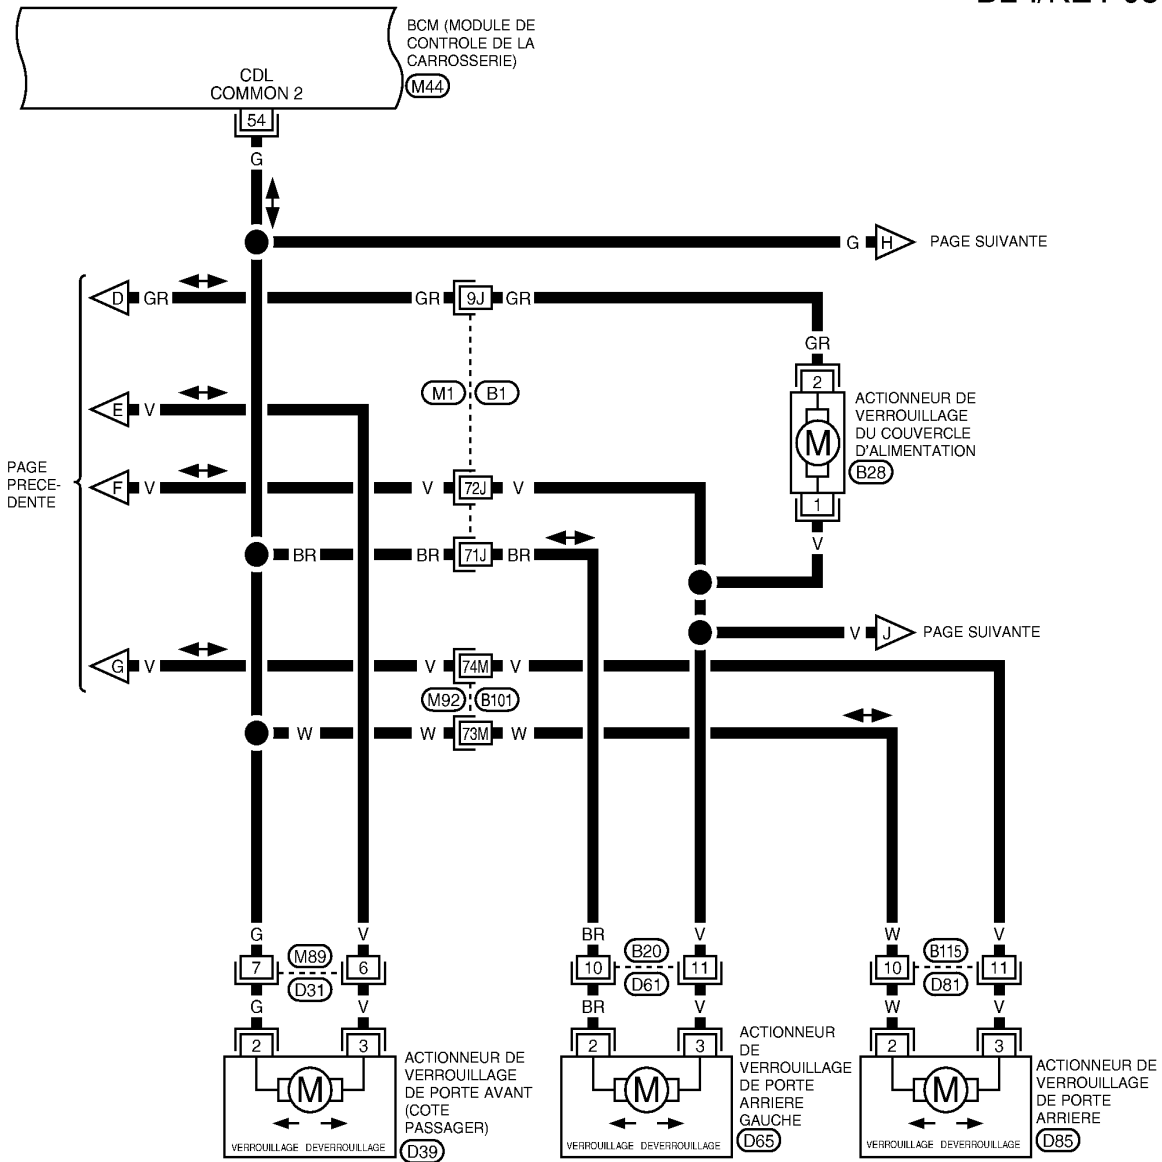 BCM (MODULE DE
CONTROLE DE LA
CARROSSERIE)
M44
CDL
COMMON 2
54
G
G
H
PAGE SUIVANTE
D
GR
GR
9J
GR
GR
M1
B1
2
M
1
V
ACTIONNEUR DE
VERROUILLAGE
DU COUVERCLE
D'ALIMENTATION
B28
E
V
PAGE
PRECE-
DENTE
F
V
V
72J
V
BR
BR
71J
BR
V
J
PAGE SUIVANTE
G
V
V
74M
V
M92
B101
W
W
73M
W
G
V
BR
V
W
V
7
M89
D31
6
10
B20
D61
11
10
B115
D81
11
G
V
BR
V
W
V
2
3
M
VERROUILLAGE DEVERROUILLAGE
ACTIONNEUR DE
VERROUILLAGE
DE PORTE AVANT
(COTE
PASSAGER)
D39
2
3
M
VERROUILLAGE DEVERROUILLAGE
ACTIONNEUR
DE
VERROUILLAGE
DE PORTE
ARRIERE
GAUCHE
D65
2
3
M
VERROUILLAGE DEVERROUILLAGE
ACTIONNEUR DE
VERROUILLAGE
DE PORTE
ARRIERE
D85